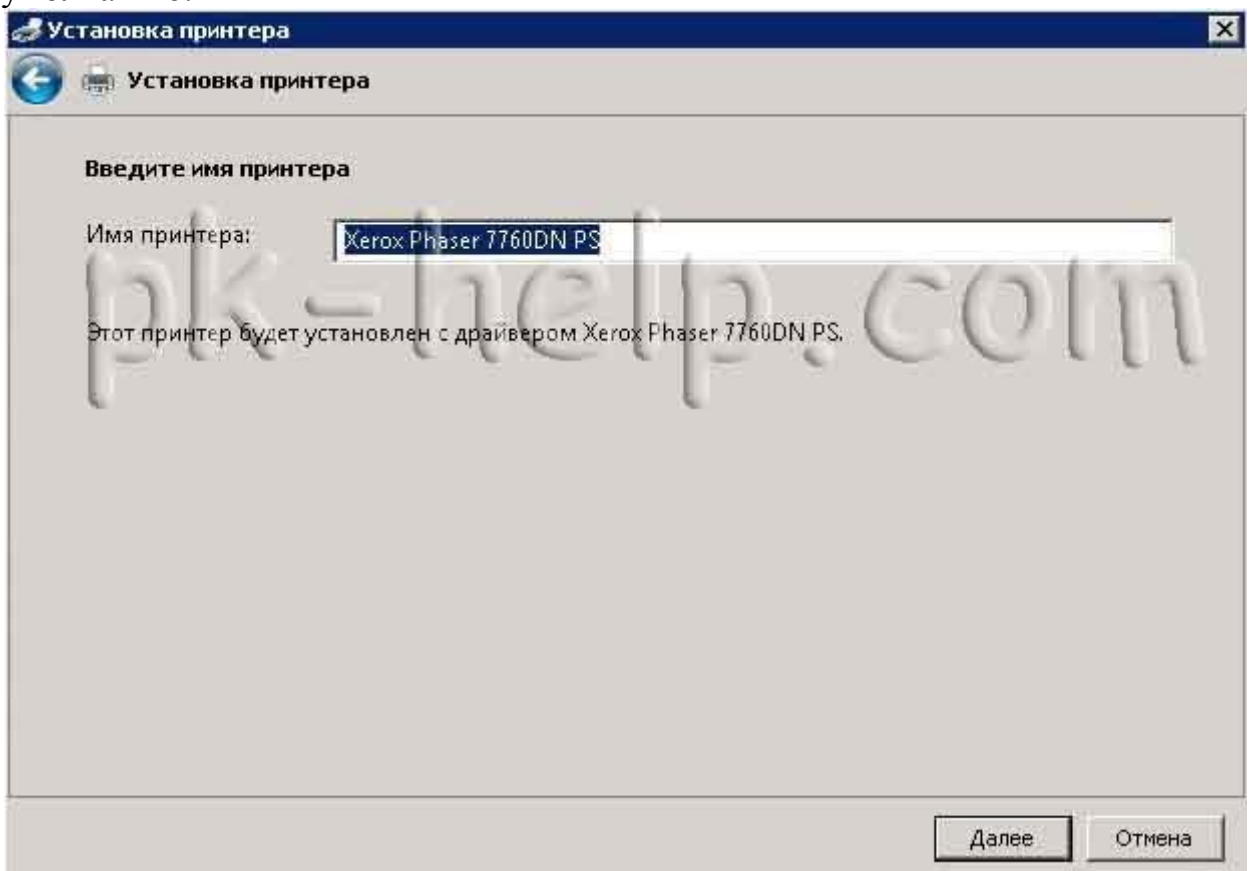 Установка принтера
Установка принтера
Введите имя принтера
Имя принтера: Xerox Phaser 7760DN PS
Этот принтер будет установлен с драйвером Xerox Phaser 7760DN PS.
pk-help.com
Далее Отмена